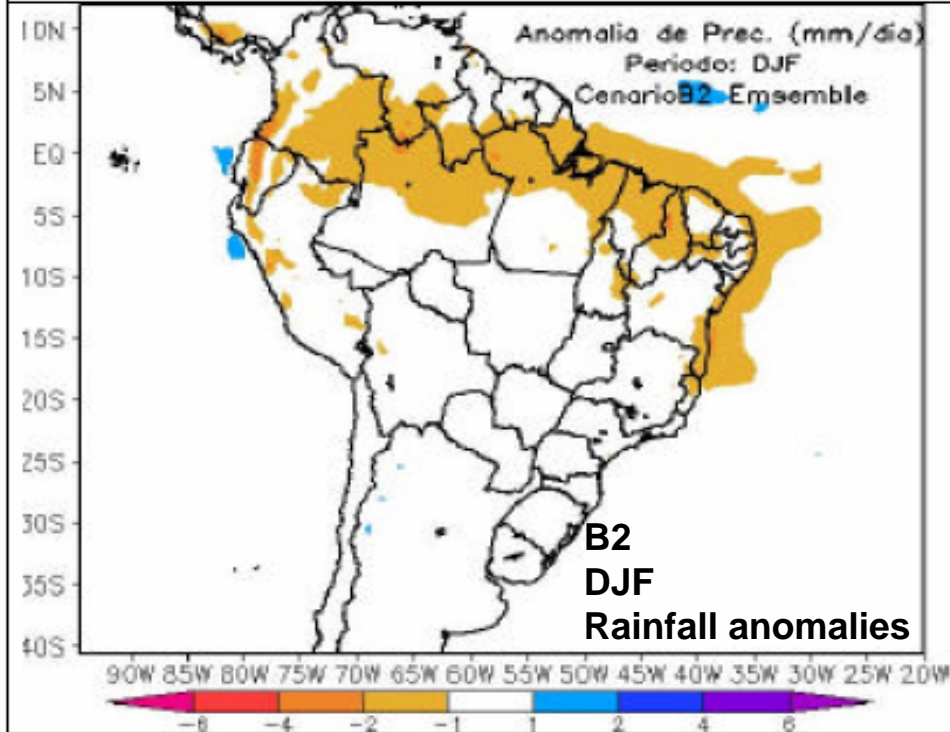 Anomalia de Prec. (mm/dia)
Periodo: DJF
CenarioB2 Emsemble
10N
5N
EQ
5S
10S
15S
20S
25S
30S
35S
40S
B2
DJF
Rainfall anomalies
90W 85W 80W 75W 70W 65W 60W 55W 50W 45W 40W 35W 30W 25W 20W
-6 -4 -2 -1 1 2 4 6